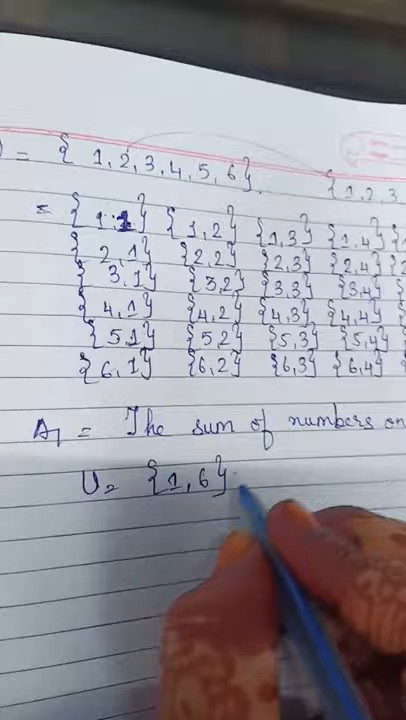 ) = { 1, 2, 3, 4, 5, 6}. {1, 2, 3
= {1,1} {1,2} {1,3} {1,4} {1
{2,1} {2,2} {2,3} {2,4} {2
{3,1} {3,2} {3,3} {3,4} {
{4,1} {4,2} {4,3} {4,4} {
{5,1} {5,2} {5,3} {5,4} {
{6,1} {6,2} {6,3} {6,4} {
A₁ = The sum of numbers on
U = {1, 6}